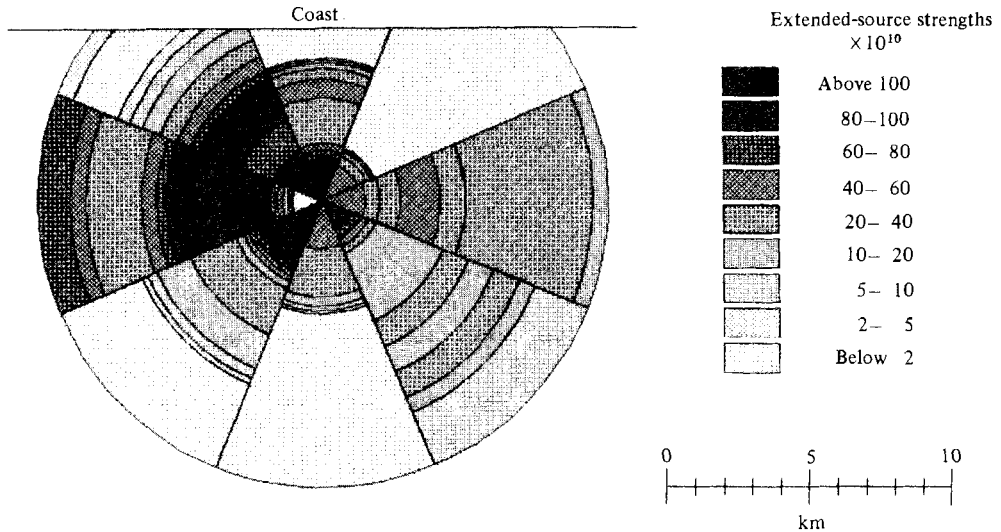 Coast
Extended-source strengths
×10¹⁰
Above 100
80–100
60– 80
40– 60
20– 40
10– 20
5– 10
2– 5
Below 2
0 5 10
km